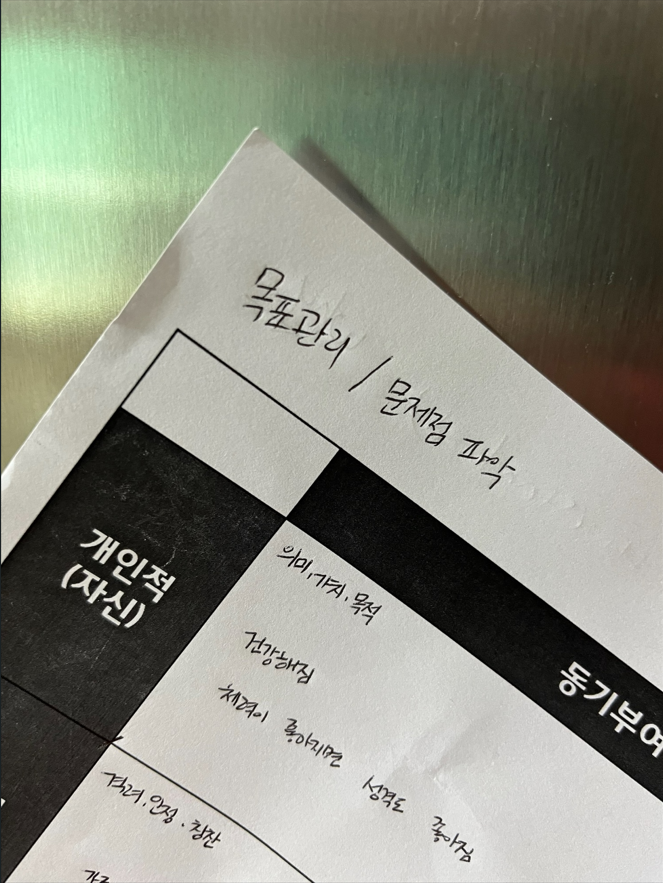 목표관리 / 문제점 파악
동기부여
개인적
(자신)
의미, 가치, 목적
건강해짐
체력이 좋아지면 성격도 좋아짐
격려, 안정, 칭찬